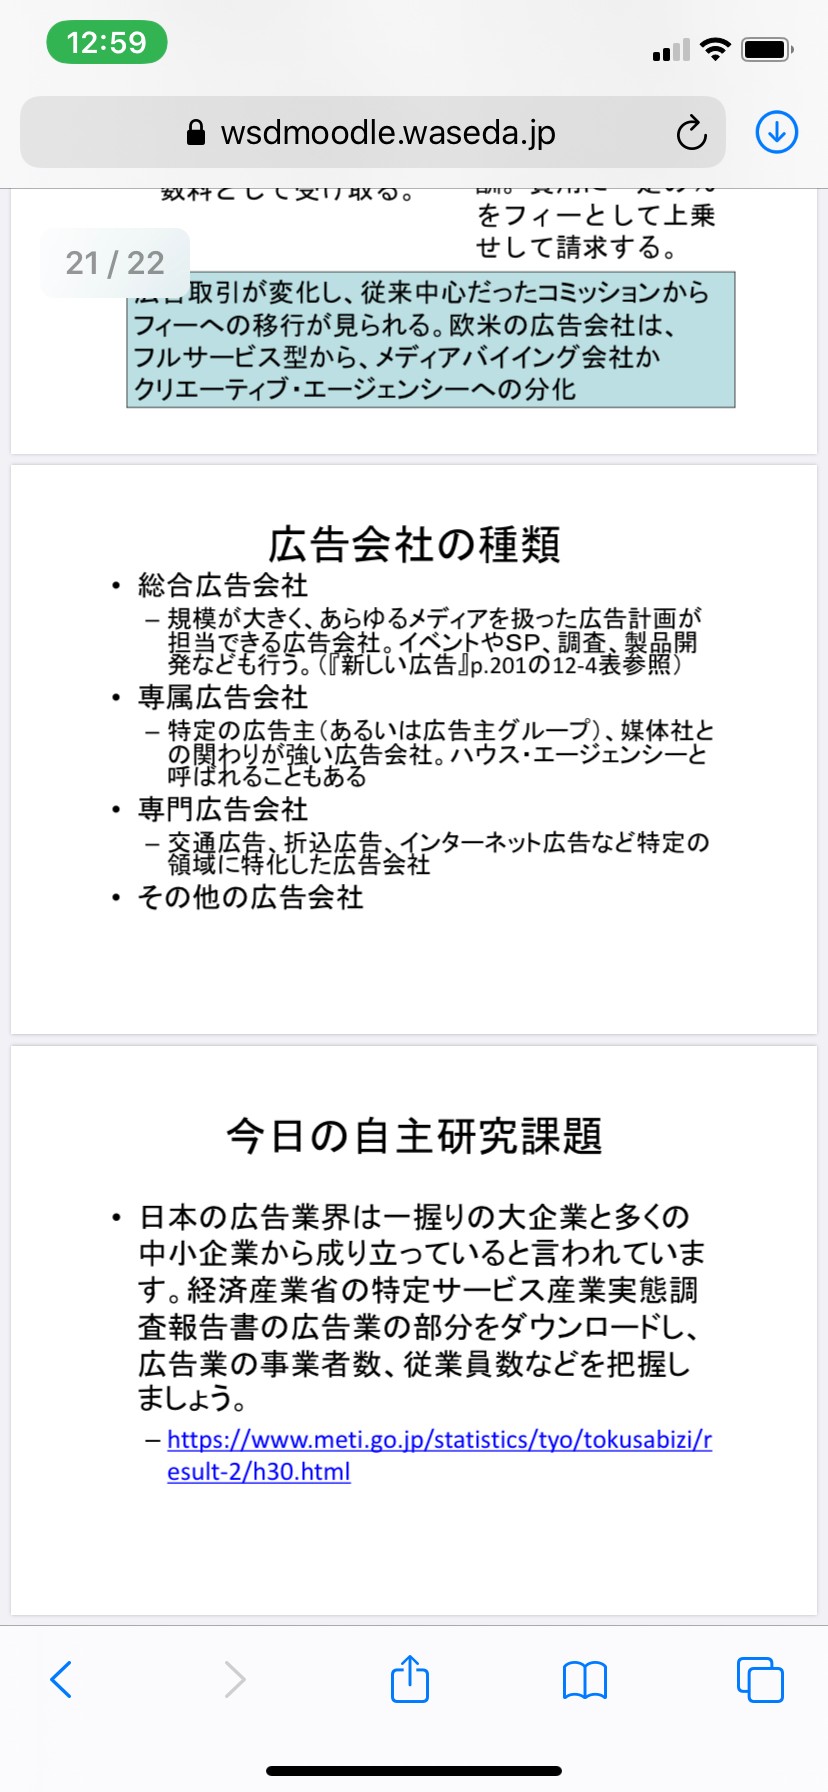 12:59
wsdmoodle.waseda.jp
数料として受け取る。
酬。費用に一定の%
をフィーとして上乗
せして請求する。
21 / 22
広告取引が変化し、従来中心だったコミッションから
フィーへの移行が見られる。欧米の広告会社は、
フルサービス型から、メディアバイイング会社か
クリエーティブ・エージェンシーへの分化
広告会社の種類
• 総合広告会社
– 規模が大きく、あらゆるメディアを扱った広告計画が
担当できる広告会社。イベントやSP、調査、製品開
発なども行う。(『新しい広告』p.201の12-4表参照)
• 専属広告会社
– 特定の広告主(あるいは広告主グループ)、媒体社と
の関わりが強い広告会社。ハウス・エージェンシーと
呼ばれることもある
• 専門広告会社
– 交通広告、折込広告、インターネット広告など特定の
領域に特化した広告会社
• その他の広告会社
今日の自主研究課題
• 日本の広告業界は一握りの大企業と多くの
中小企業から成り立っていると言われていま
す。経済産業省の特定サービス産業実態調
査報告書の広告業の部分をダウンロードし、
広告業の事業者数、従業員数などを把握し
ましょう。
– https://www.meti.go.jp/statistics/tyo/tokusabizi/r
esult-2/h30.html